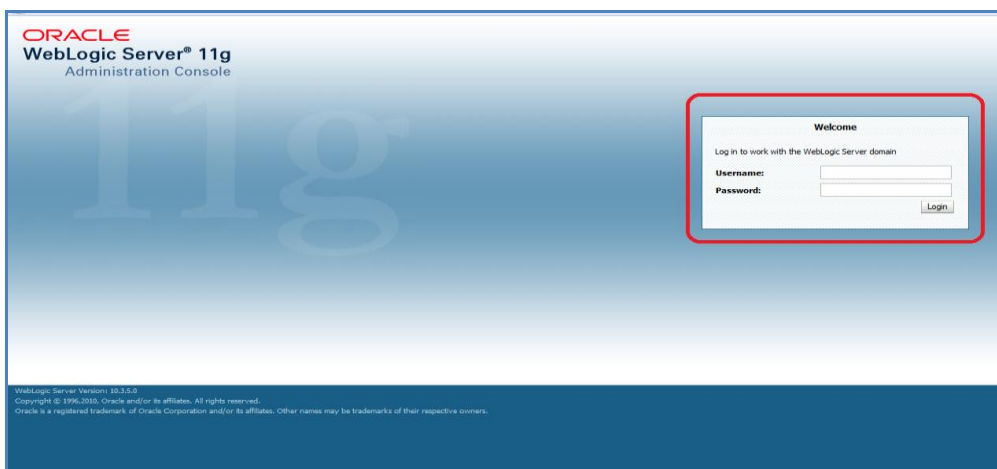 ORACLE
WebLogic Server® 11g
Administration Console
11g
Welcome
Log in to work with the WebLogic Server domain
Username:
Password:
Login
WebLogic Server Version: 10.3.5.0
Copyright © 1996,2010, Oracle and/or its affiliates. All rights reserved.
Oracle is a registered trademark of Oracle Corporation and/or its affiliates. Other names may be trademarks of their respective owners.